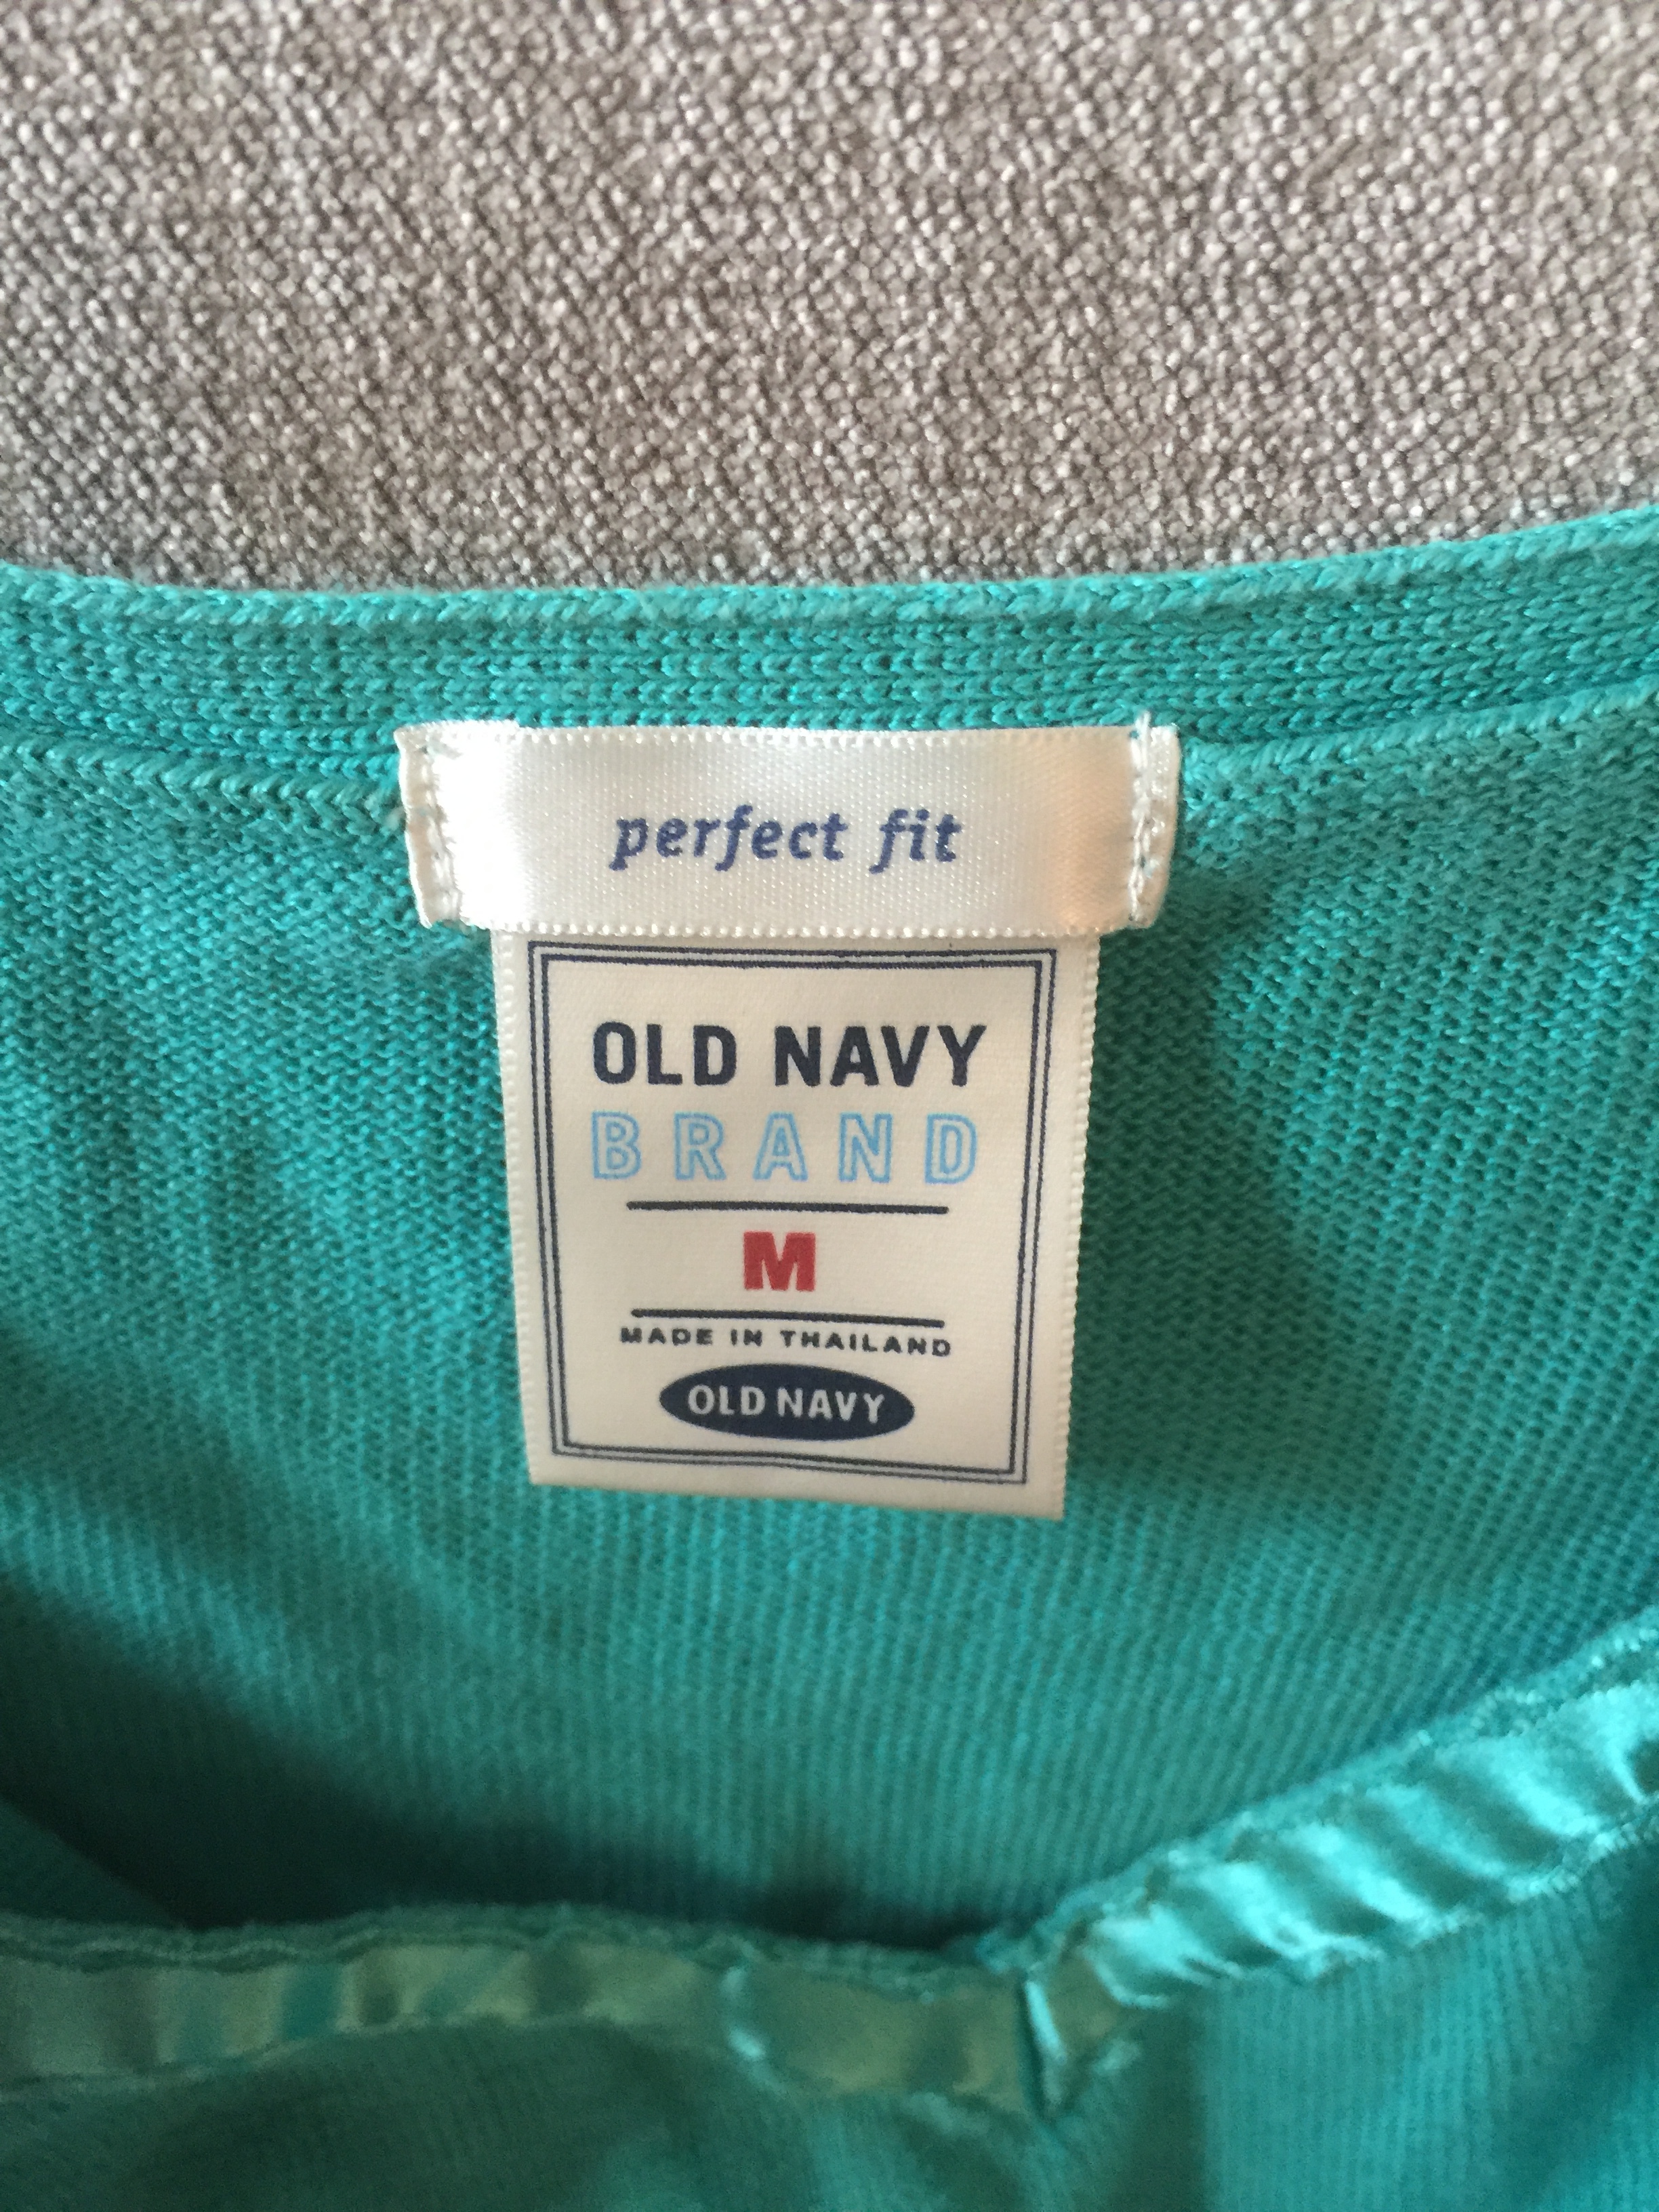 perfect fit
OLD NAVY
BRAND
M
MADE IN THAILAND
OLD NAVY